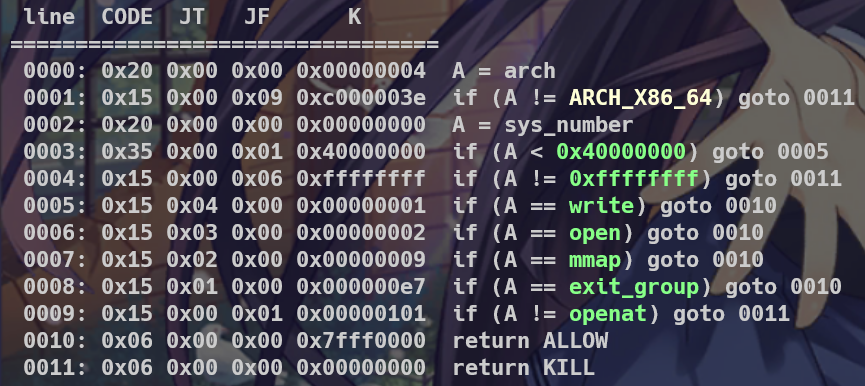 line  CODE  JT   JF      K
=================================
0000: 0x20 0x00 0x00 0x00000004  A = arch
0001: 0x15 0x00 0x09 0xc000003e  if (A != ARCH_X86_64) goto 0011
0002: 0x20 0x00 0x00 0x00000000  A = sys_number
0003: 0x35 0x00 0x01 0x40000000  if (A < 0x40000000) goto 0005
0004: 0x15 0x00 0x06 0xffffffff  if (A != 0xffffffff) goto 0011
0005: 0x15 0x04 0x00 0x00000001  if (A == write) goto 0010
0006: 0x15 0x03 0x00 0x00000002  if (A == open) goto 0010
0007: 0x15 0x02 0x00 0x00000009  if (A == mmap) goto 0010
0008: 0x15 0x01 0x00 0x000000e7  if (A == exit_group) goto 0010
0009: 0x15 0x00 0x01 0x00000101  if (A != openat) goto 0011
0010: 0x06 0x00 0x00 0x7fff0000  return ALLOW
0011: 0x06 0x00 0x00 0x00000000  return KILL